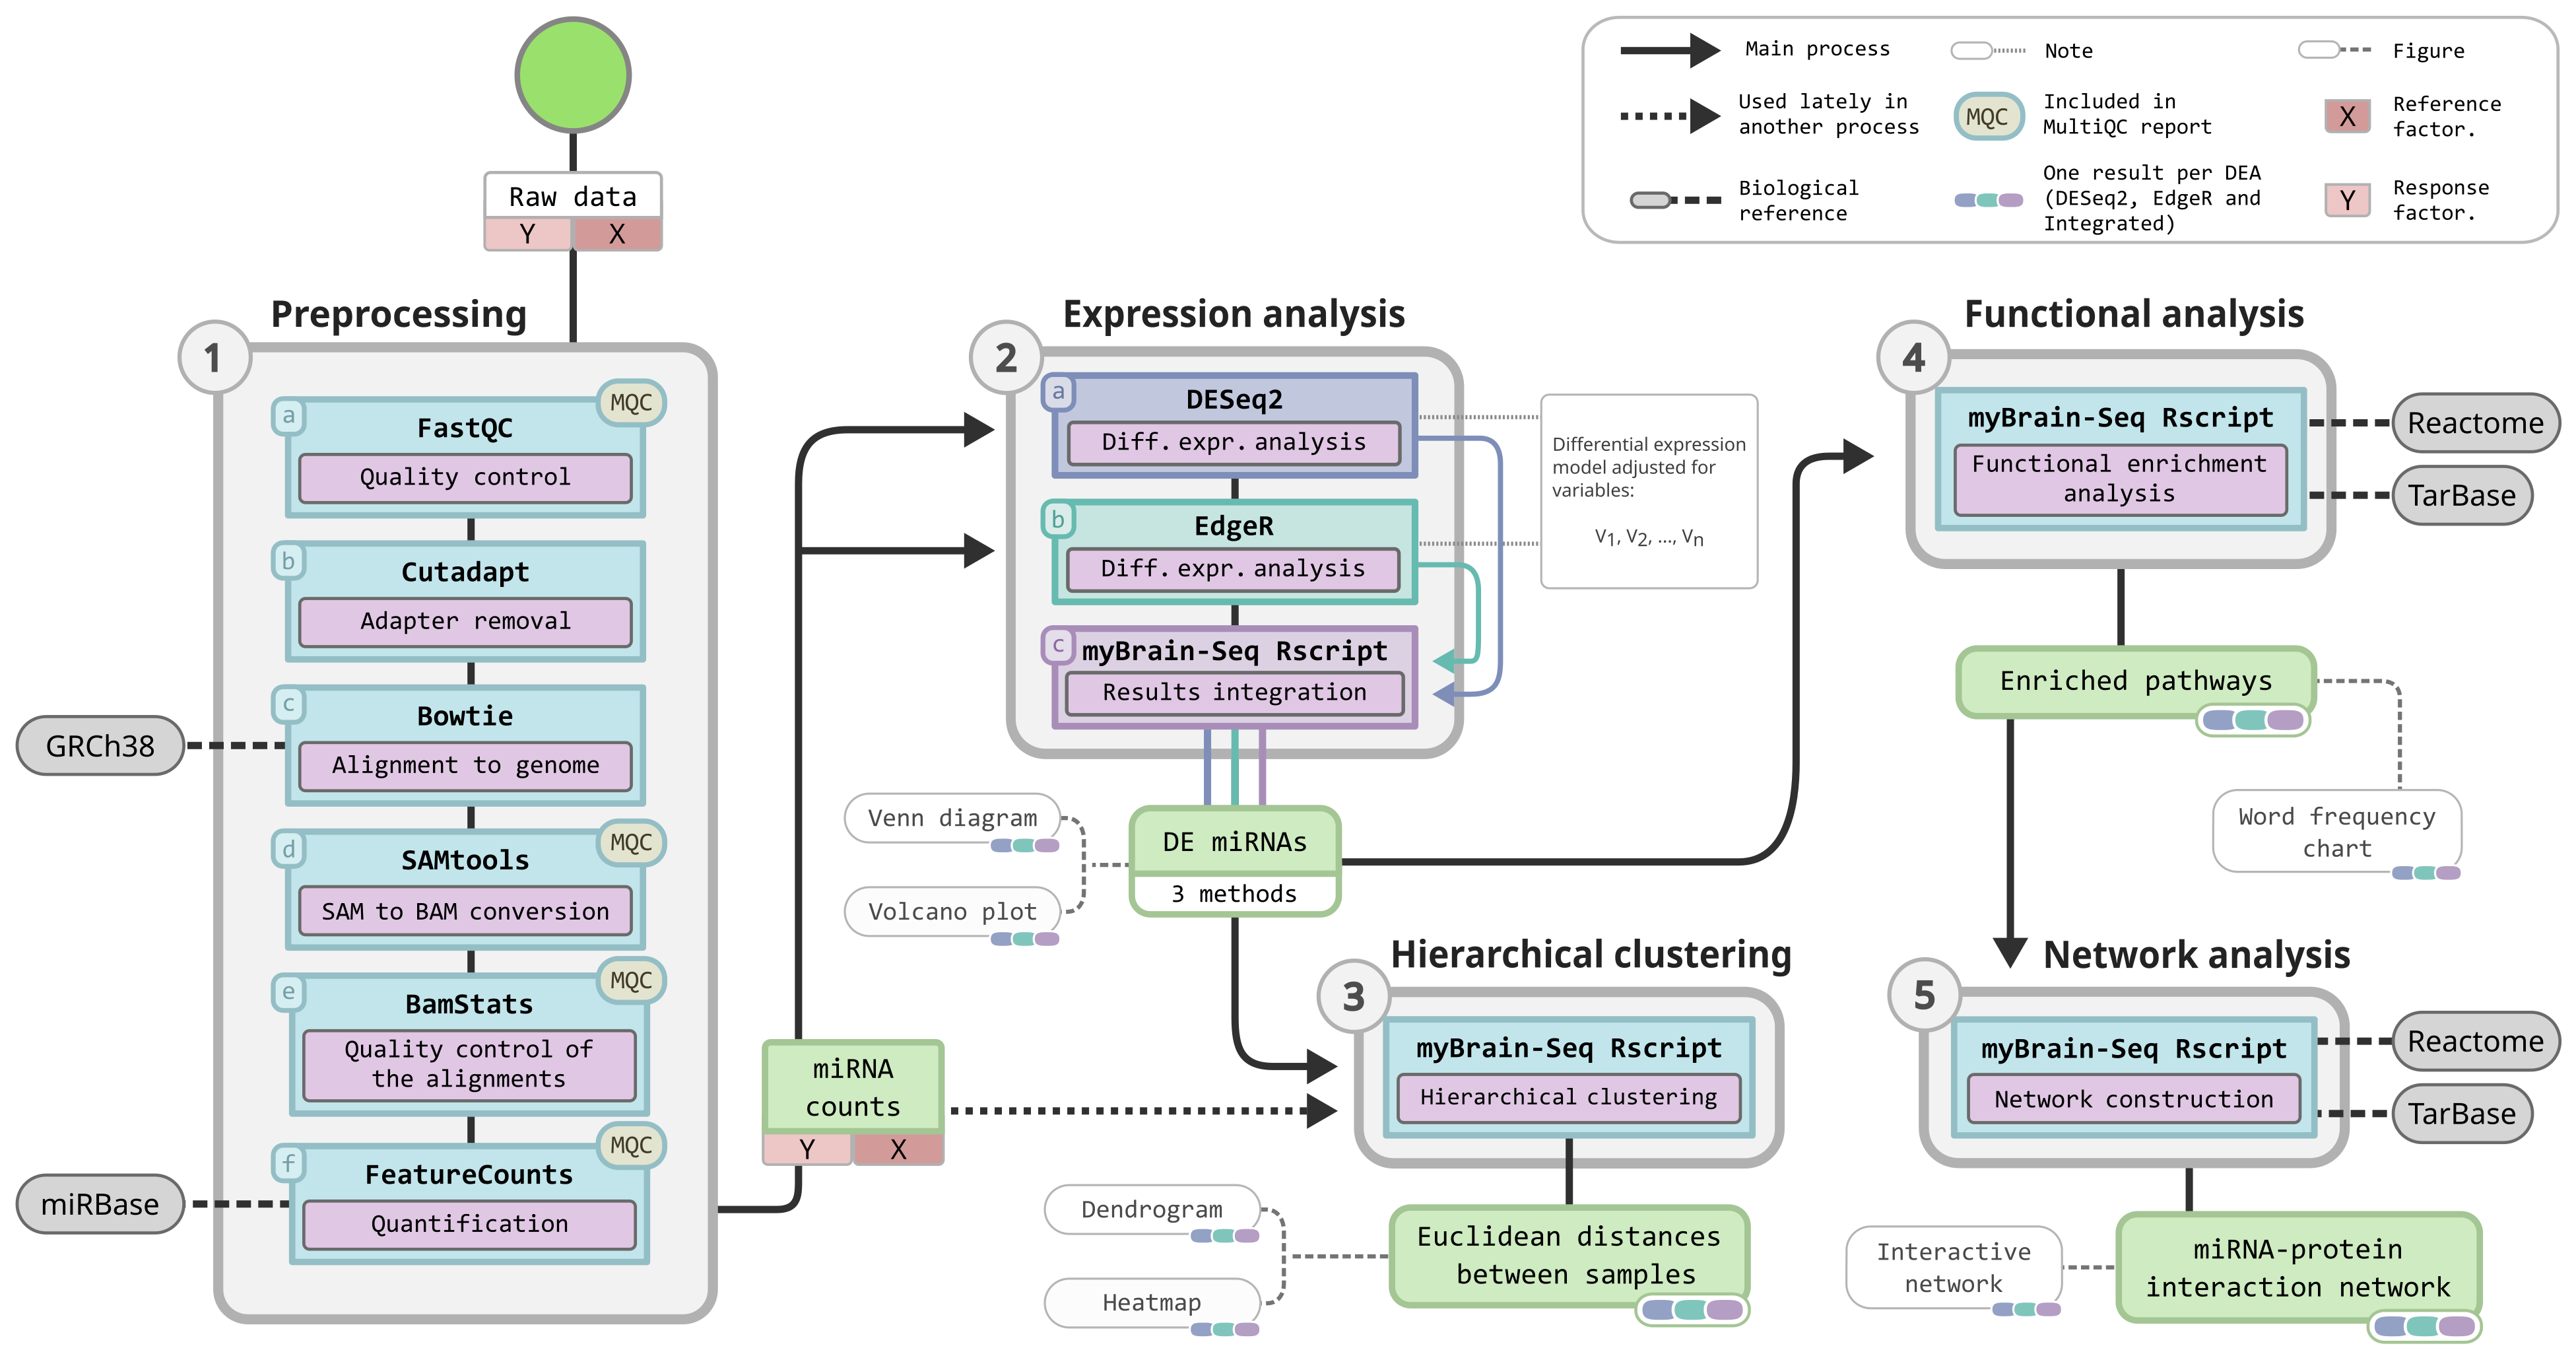 Main process
Note
Figure
Used lately in
another process
MQC
Included in
MultiQC report
X
Reference
factor.
Biological
reference
One result per DEA
(DESeq2, EdgeR and
Integrated)
Y
Response
factor.
Raw data
Y X
Preprocessing
1
a
MQC
FastQC
Quality control
b
Cutadapt
Adapter removal
c
Bowtie
Alignment to genome
GRCh38
d
MQC
SAMtools
SAM to BAM conversion
e
MQC
BamStats
Quality control of
the alignments
f
MQC
FeatureCounts
Quantification
miRBase
miRNA
counts
Y X
Expression analysis
2
a
DESeq2
Diff. expr. analysis
b
EdgeR
Diff. expr. analysis
c
myBrain-Seq Rscript
Results integration
Differential expression
model adjusted for
variables:
V1, V2, ..., Vn
Venn diagram
Volcano plot
DE miRNAs
3 methods
Hierarchical clustering
3
myBrain-Seq Rscript
Hierarchical clustering
Dendrogram
Heatmap
Euclidean distances
between samples
Functional analysis
4
myBrain-Seq Rscript
Functional enrichment
analysis
Reactome
TarBase
Enriched pathways
Word frequency
chart
Network analysis
5
myBrain-Seq Rscript
Network construction
Reactome
TarBase
Interactive
network
miRNA-protein
interaction network